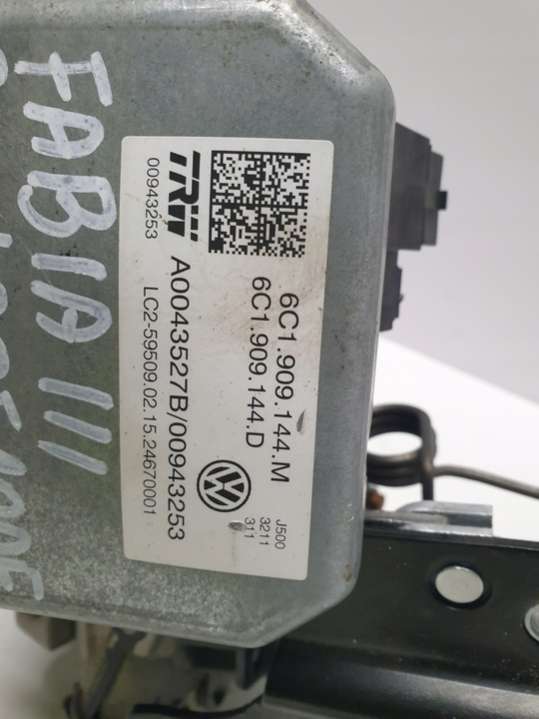 FABIA III
TRW
00943253
6C1.909.144.M
6C1.909.144.D
A0043527B/00943253
LC2-59509.02.15.24670001
J500
3211
311